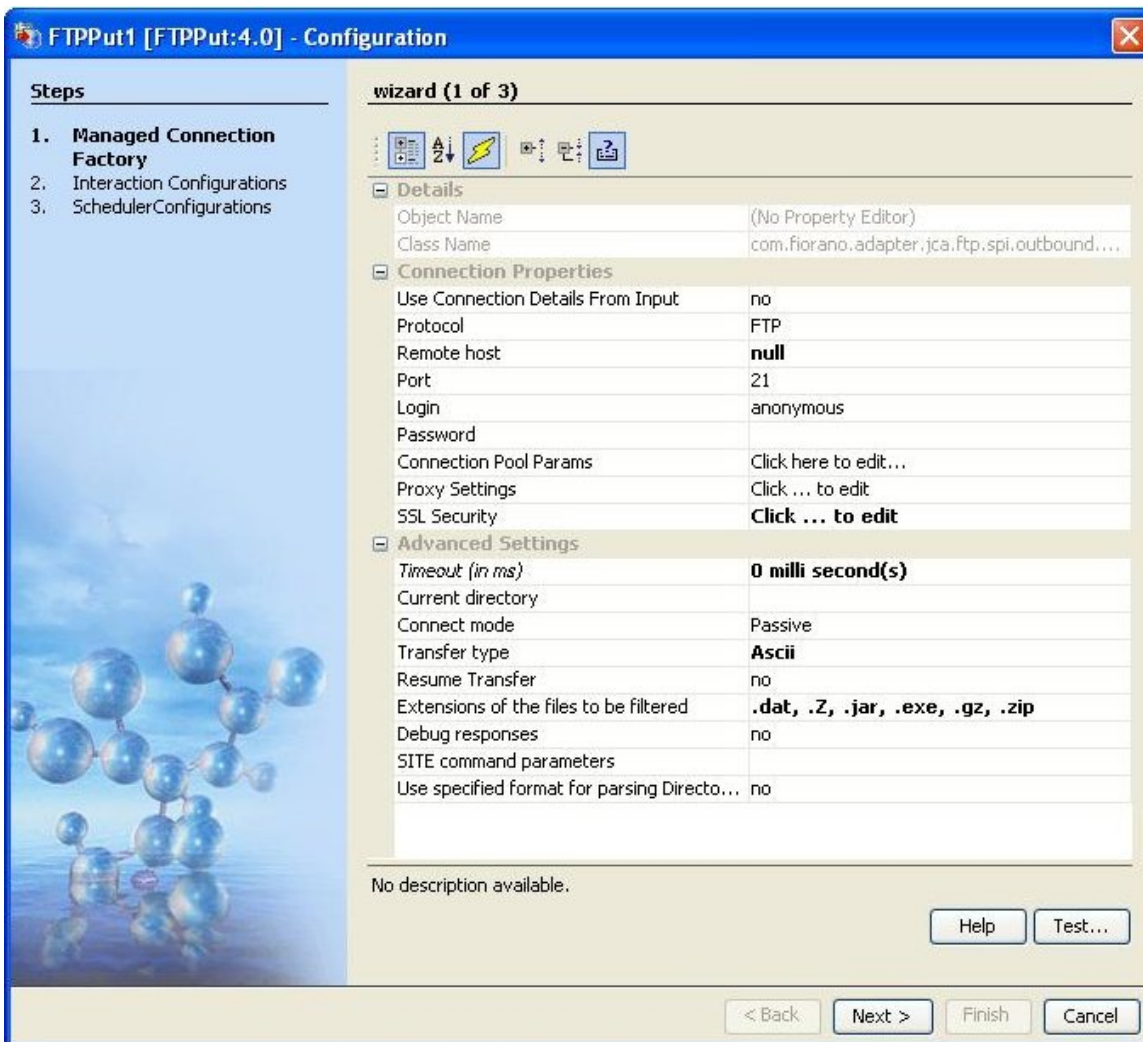 FTPPut1 [FTPPut:4.0] - Configuration
Steps
1. Managed Connection
Factory
2. Interaction Configurations
3. SchedulerConfigurations
wizard (1 of 3)
Details
Object Name (No Property Editor)
Class Name com.fiorano.adapter.jca.ftp.spi.outbound....
Connection Properties
Use Connection Details From Input no
Protocol FTP
Remote host null
Port 21
Login anonymous
Password
Connection Pool Params Click here to edit...
Proxy Settings Click ... to edit
SSL Security Click ... to edit
Advanced Settings
Timeout (in ms) 0 milli second(s)
Current directory
Connect mode Passive
Transfer type Ascii
Resume Transfer no
Extensions of the files to be filtered .dat, .Z, .jar, .exe, .gz, .zip
Debug responses no
SITE command parameters
Use specified format for parsing Directo... no
No description available.
Help Test...
< Back Next > Finish Cancel